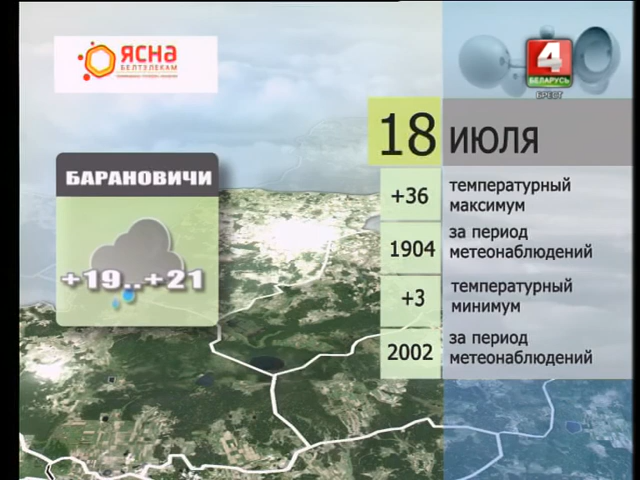 ЯСНА
БЕЛТЭЛЕКАМ
4
БЕЛАРУСЬ
БРЕСТ
18 ИЮЛЯ
БАРАНОВИЧИ
+19..+21
+36 температурный
максимум
1904 за период
метеонаблюдений
+3 температурный
минимум
2002 за период
метеонаблюдений